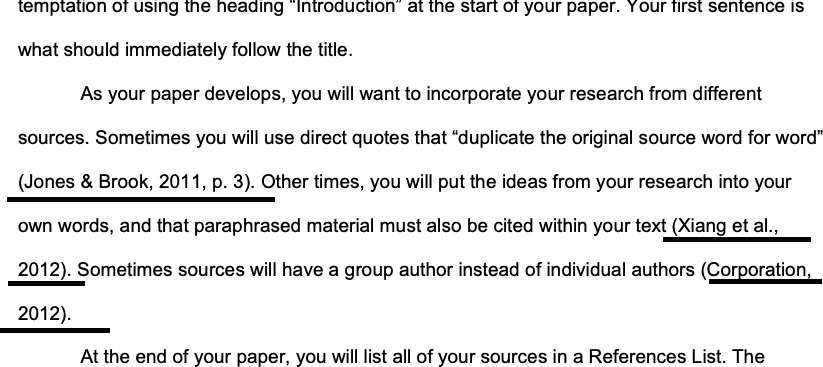 temptation of using the heading “Introduction” at the start of your paper. Your first sentence is
what should immediately follow the title.
As your paper develops, you will want to incorporate your research from different
sources. Sometimes you will use direct quotes that “duplicate the original source word for word”
(Jones & Brook, 2011, p. 3). Other times, you will put the ideas from your research into your
own words, and that paraphrased material must also be cited within your text (Xiang et al.,
2012). Sometimes sources will have a group author instead of individual authors (Corporation,
2012).
At the end of your paper, you will list all of your sources in a References List. The